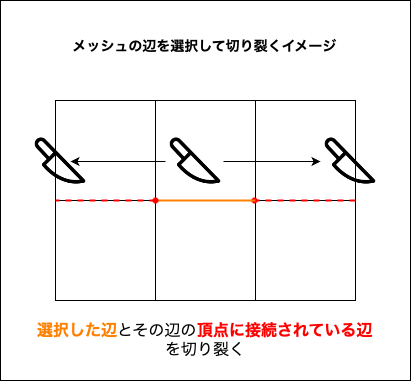 メッシュの辺を選択して切り裂くイメージ
選択した辺とその辺の頂点に接続されている辺
を切り裂く